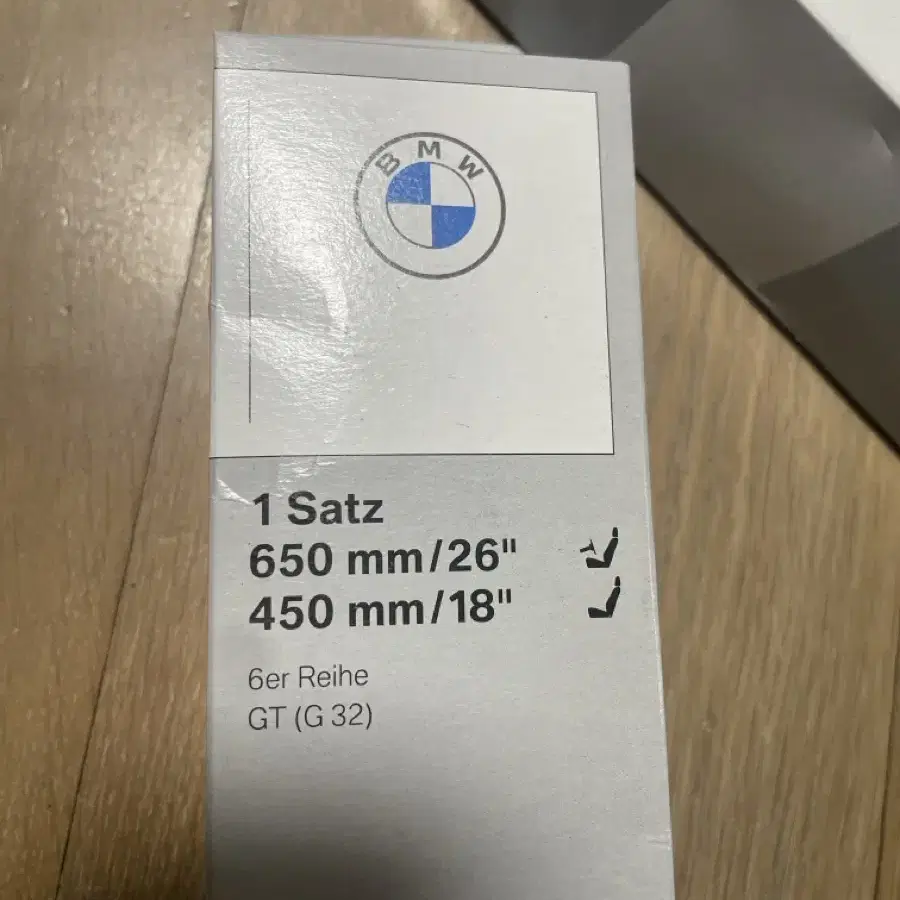 BMW
1 Satz
650 mm/26"
450 mm/18"
6er Reihe
GT (G 32)